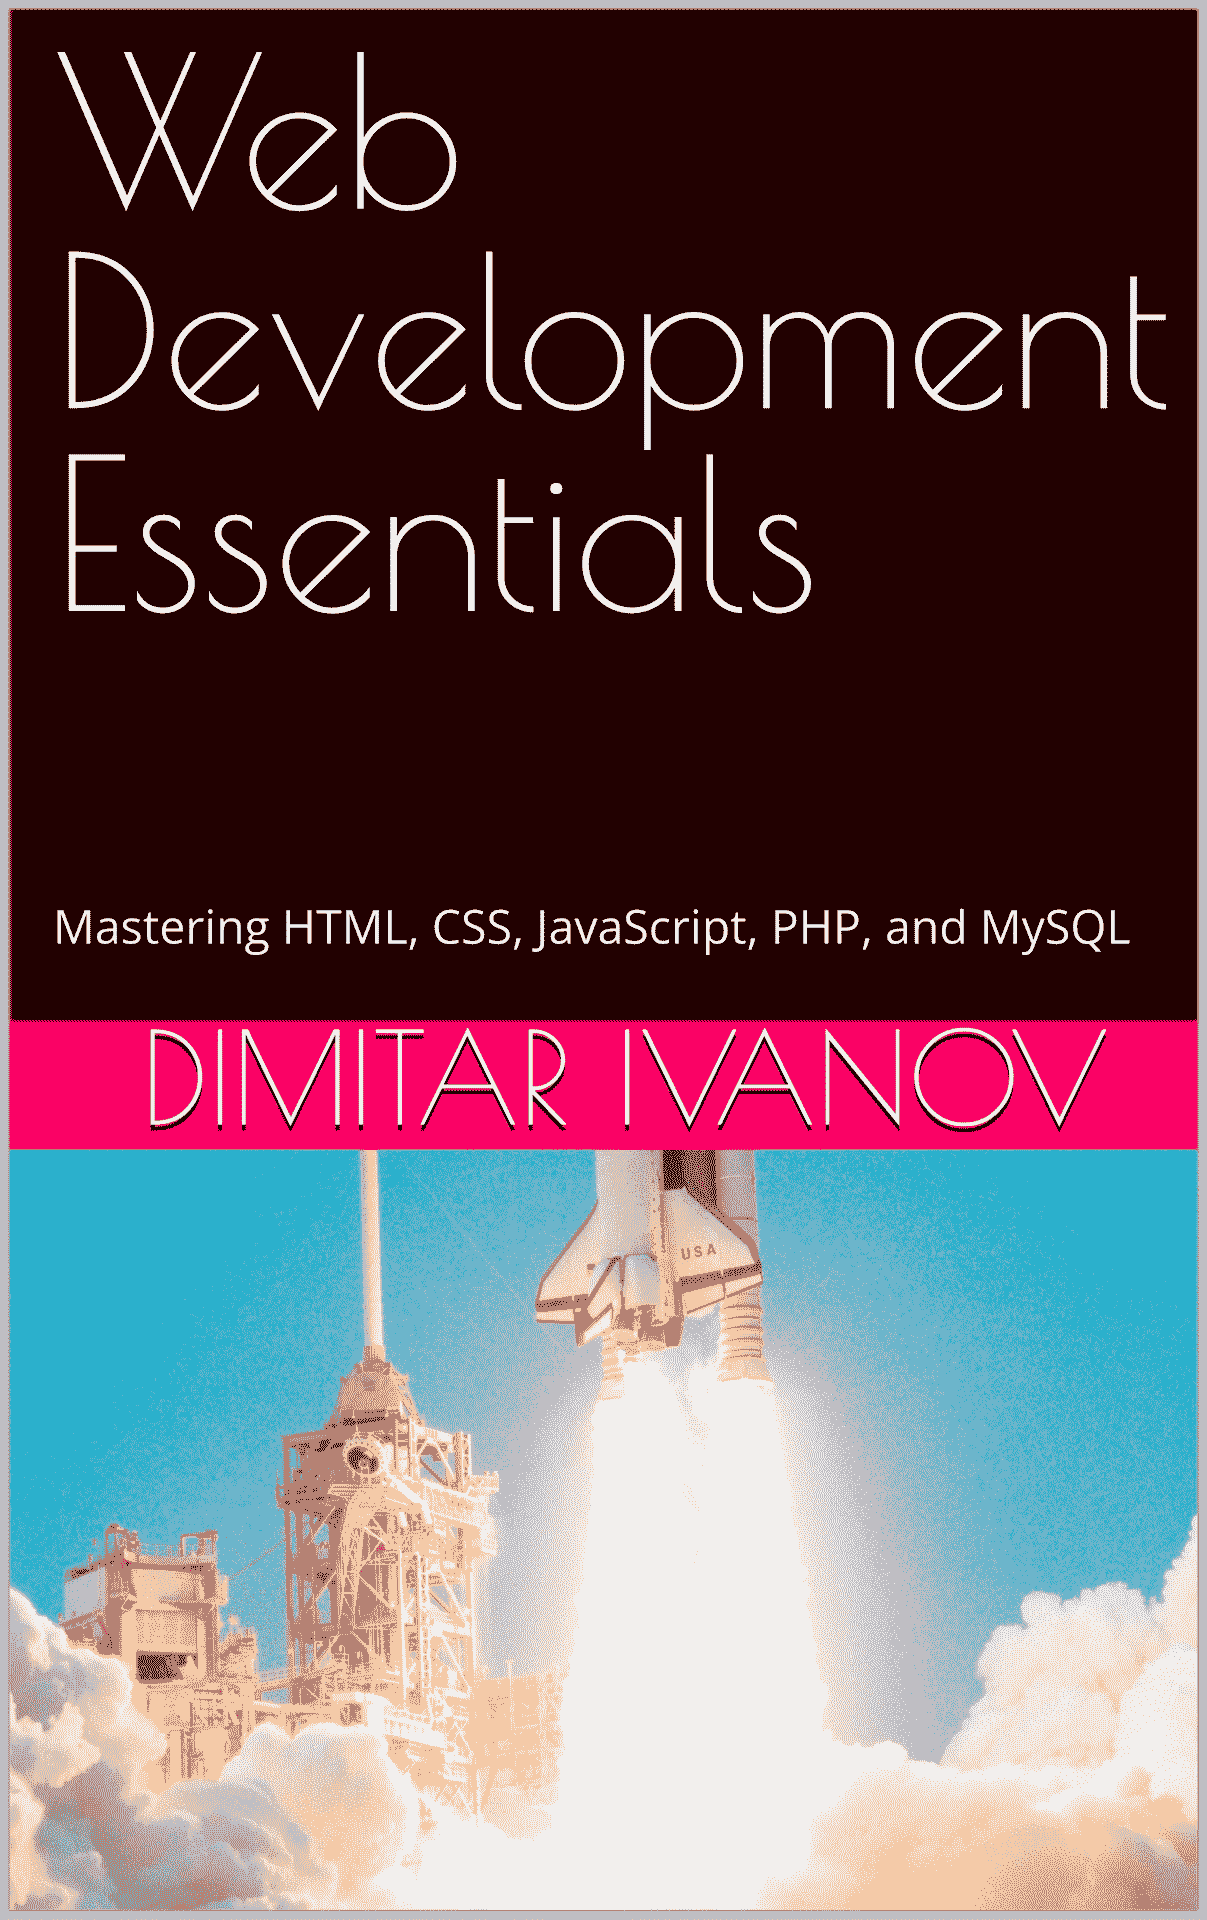 Web
Development
Essentials
Mastering HTML, CSS, JavaScript, PHP, and MySQL
DIMITAR IVANOV
USA